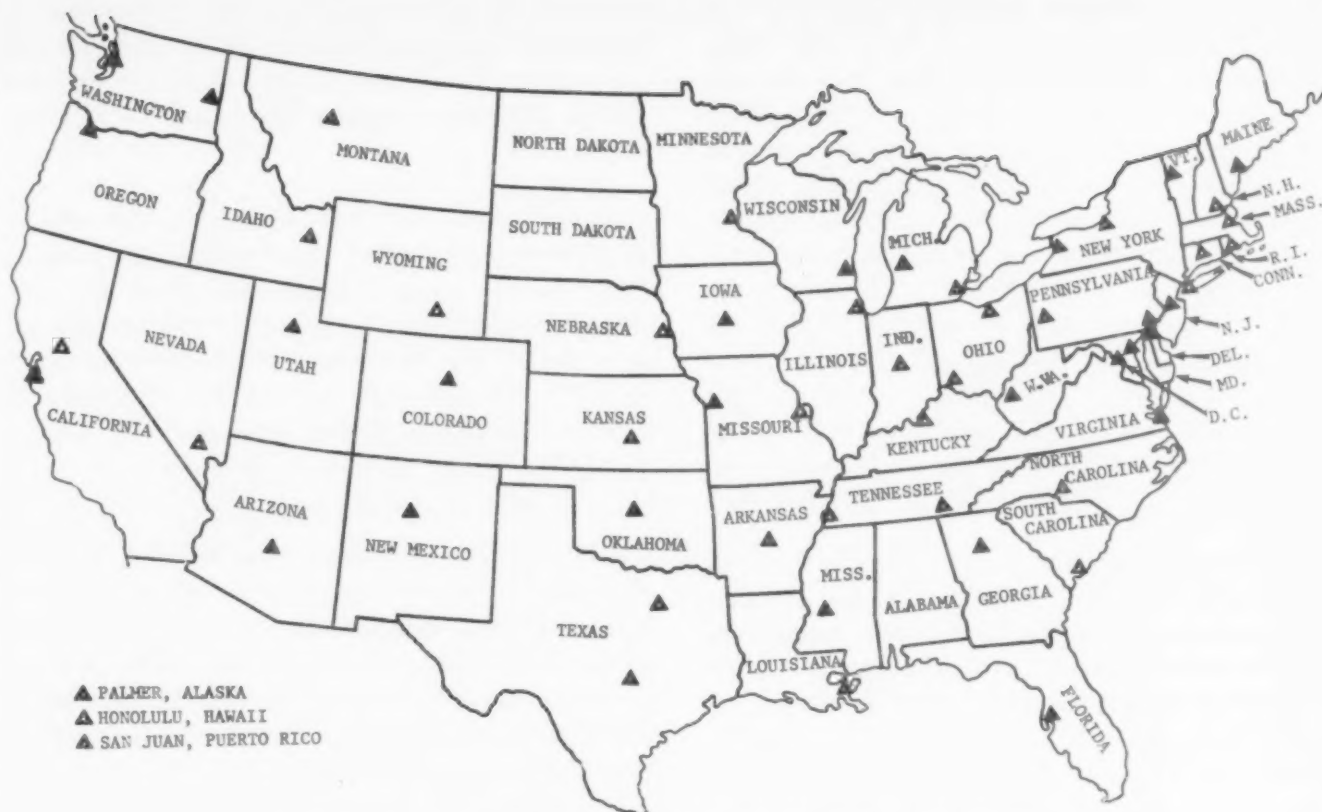 WASHINGTON
MONTANA
NORTH DAKOTA
MINNESOTA
MAINE
VT.
N.H.
MASS.
OREGON
IDAHO
SOUTH DAKOTA
WISCONSIN
MICH.
NEW YORK
R.I.
CONN.
WYOMING
IOWA
PENNSYLVANIA
NEVADA
UTAH
NEBRASKA
ILLINOIS
IND.
OHIO
N.J.
DEL.
MD.
D.C.
CALIFORNIA
COLORADO
KANSAS
MISSOURI
W.VA.
KENTUCKY
VIRGINIA
ARIZONA
NEW MEXICO
OKLAHOMA
ARKANSAS
TENNESSEE
NORTH
CAROLINA
SOUTH
CAROLINA
TEXAS
MISS.
ALABAMA
GEORGIA
LOUISIANA
FLORIDA
PALMER, ALASKA
HONOLULU, HAWAII
SAN JUAN, PUERTO RICO